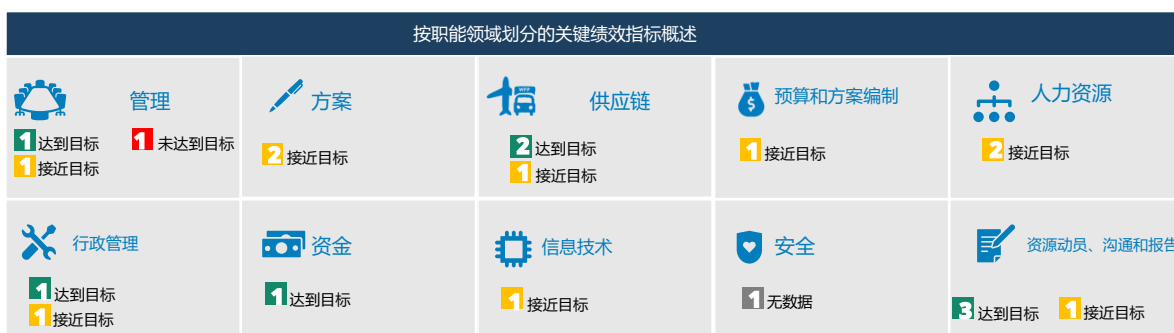 按职能领域划分的关键绩效指标概述
管理
1 达到目标
1 未达到目标
1 接近目标
方案
2 接近目标
WFP
供应链
2 达到目标
1 接近目标
$
预算和方案编制
1 接近目标
人力资源
2 接近目标
行政管理
1 达到目标
1 接近目标
资金
1 达到目标
信息技术
1 接近目标
安全
1 无数据
资源动员、沟通和报告
3 达到目标
1 接近目标